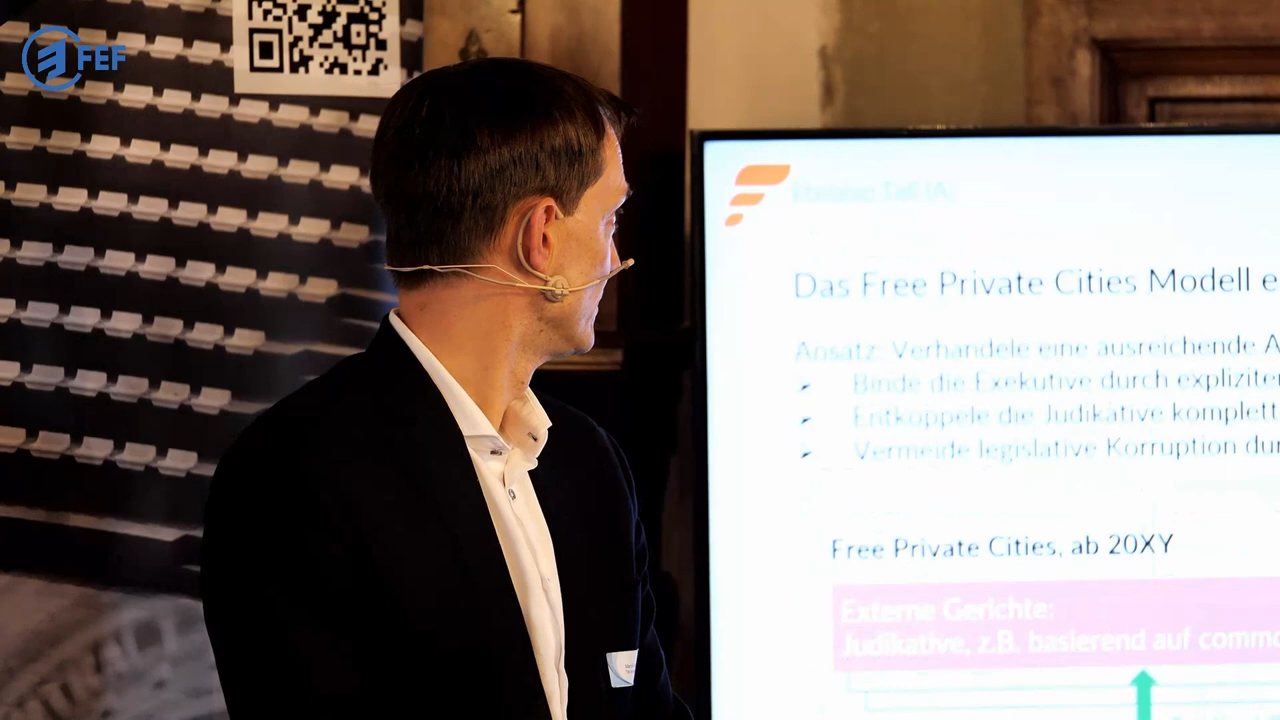 FEF
Das Free Private Cities Modell e
Ansatz: Verhandele eine ausreichende A
Binde die Exekutive durch expliziten
Entkoppele die Judikative komplett
Vermeide legislative Korruption dur
Free Private Cities, ab 20XY
Externe Gerichte:
Judikative, z.B. basierend auf commo